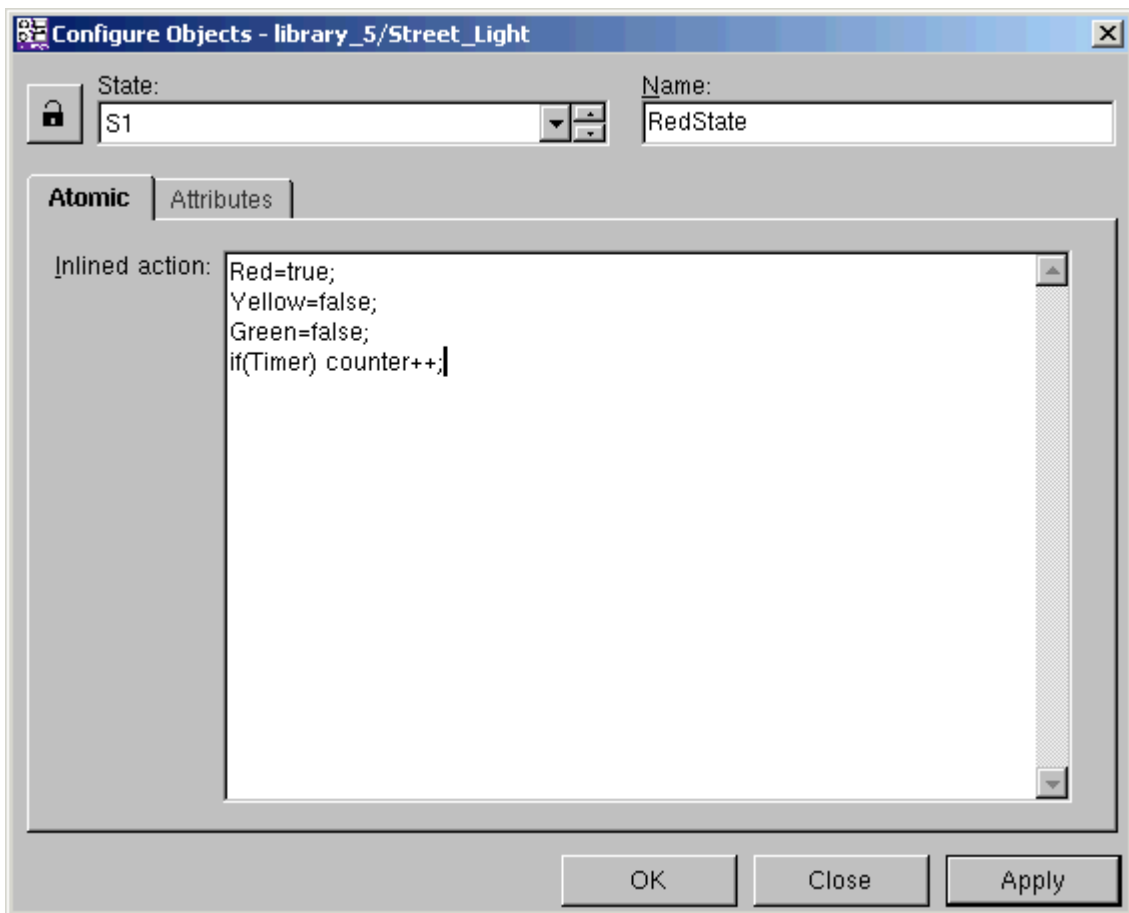 Configure Objects - library_5/Street_Light
State:
Name:
S1
RedState
Atomic
Attributes
Inlined action:
Red=true;
Yellow=false;
Green=false;
if(Timer) counter++;
OK
Close
Apply